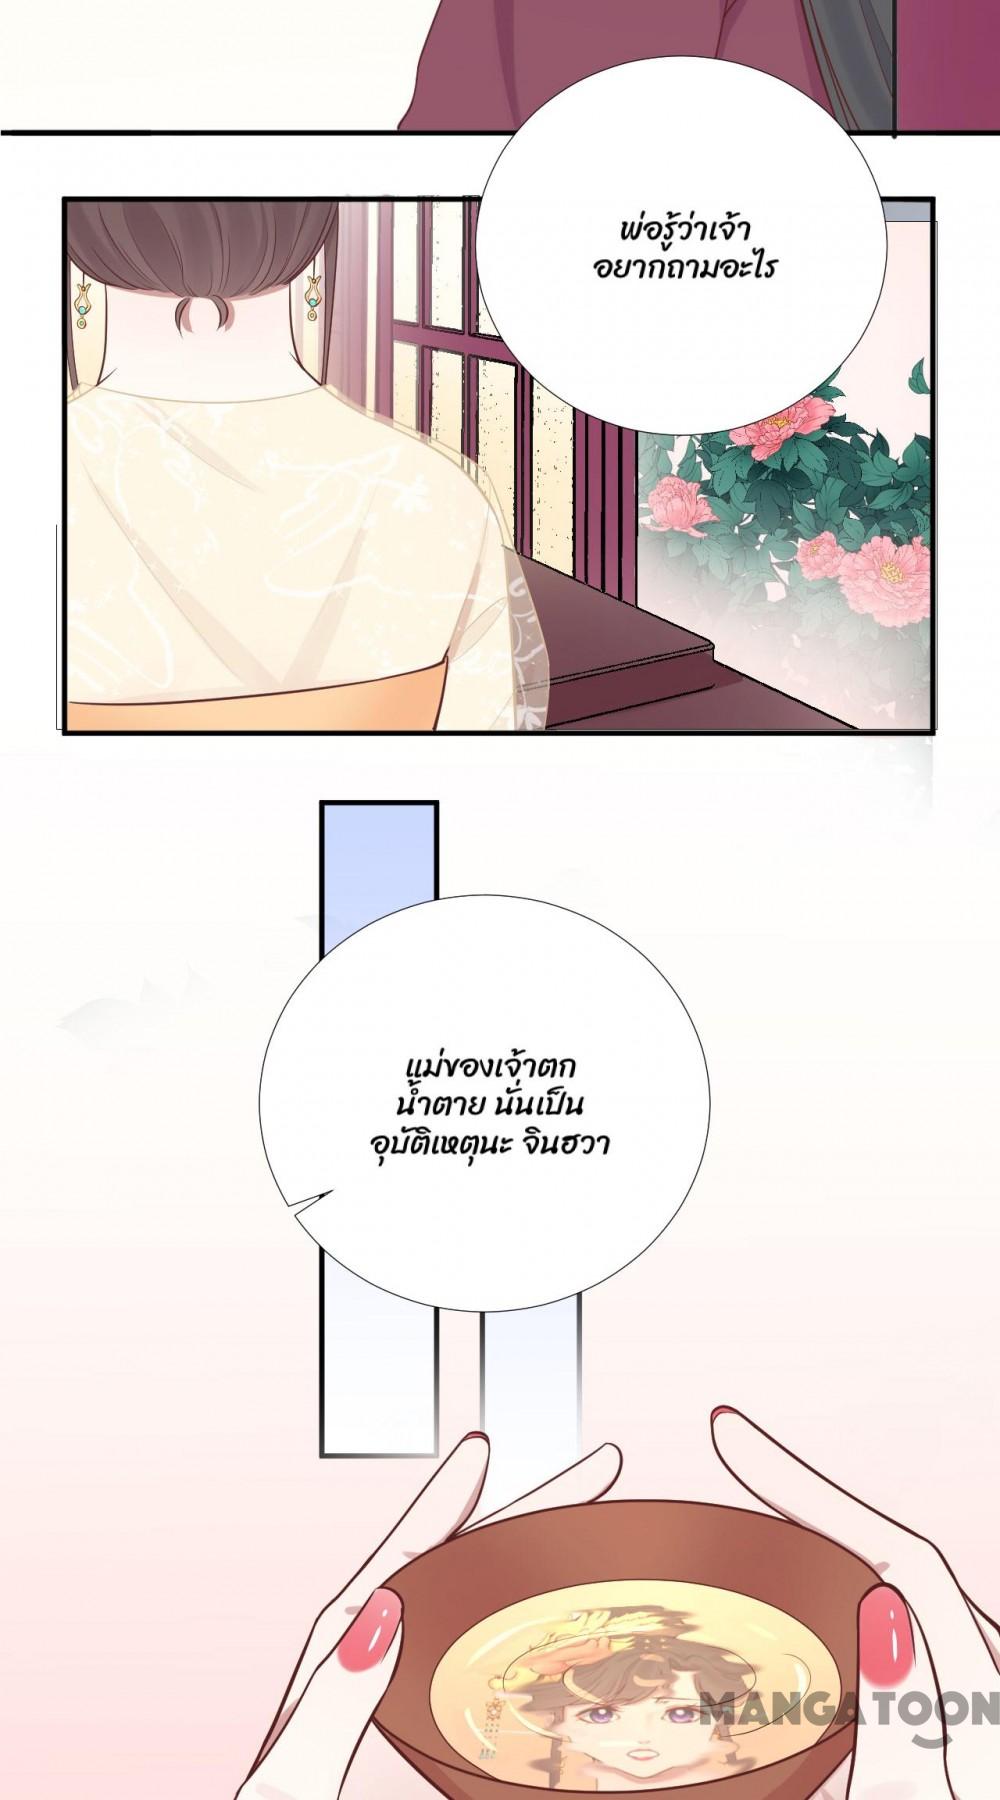 พ่อรู้ว่าเจ้า
อยากถามอะไร
แม่ของเจ้าตก
น้ำตาย นั่นเป็น
อุบัติเหตุนะ จินฮวา
MANGATOON